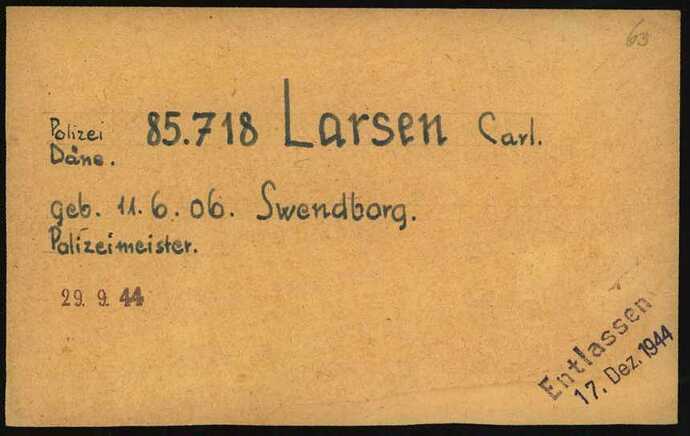 63
Polizei 85.718 Larsen Carl.
Däne.
geb. 11. 6. 06. Swendborg.
Polizeimeister.
29. 9. 44
Entlassen
17. Dez. 1944